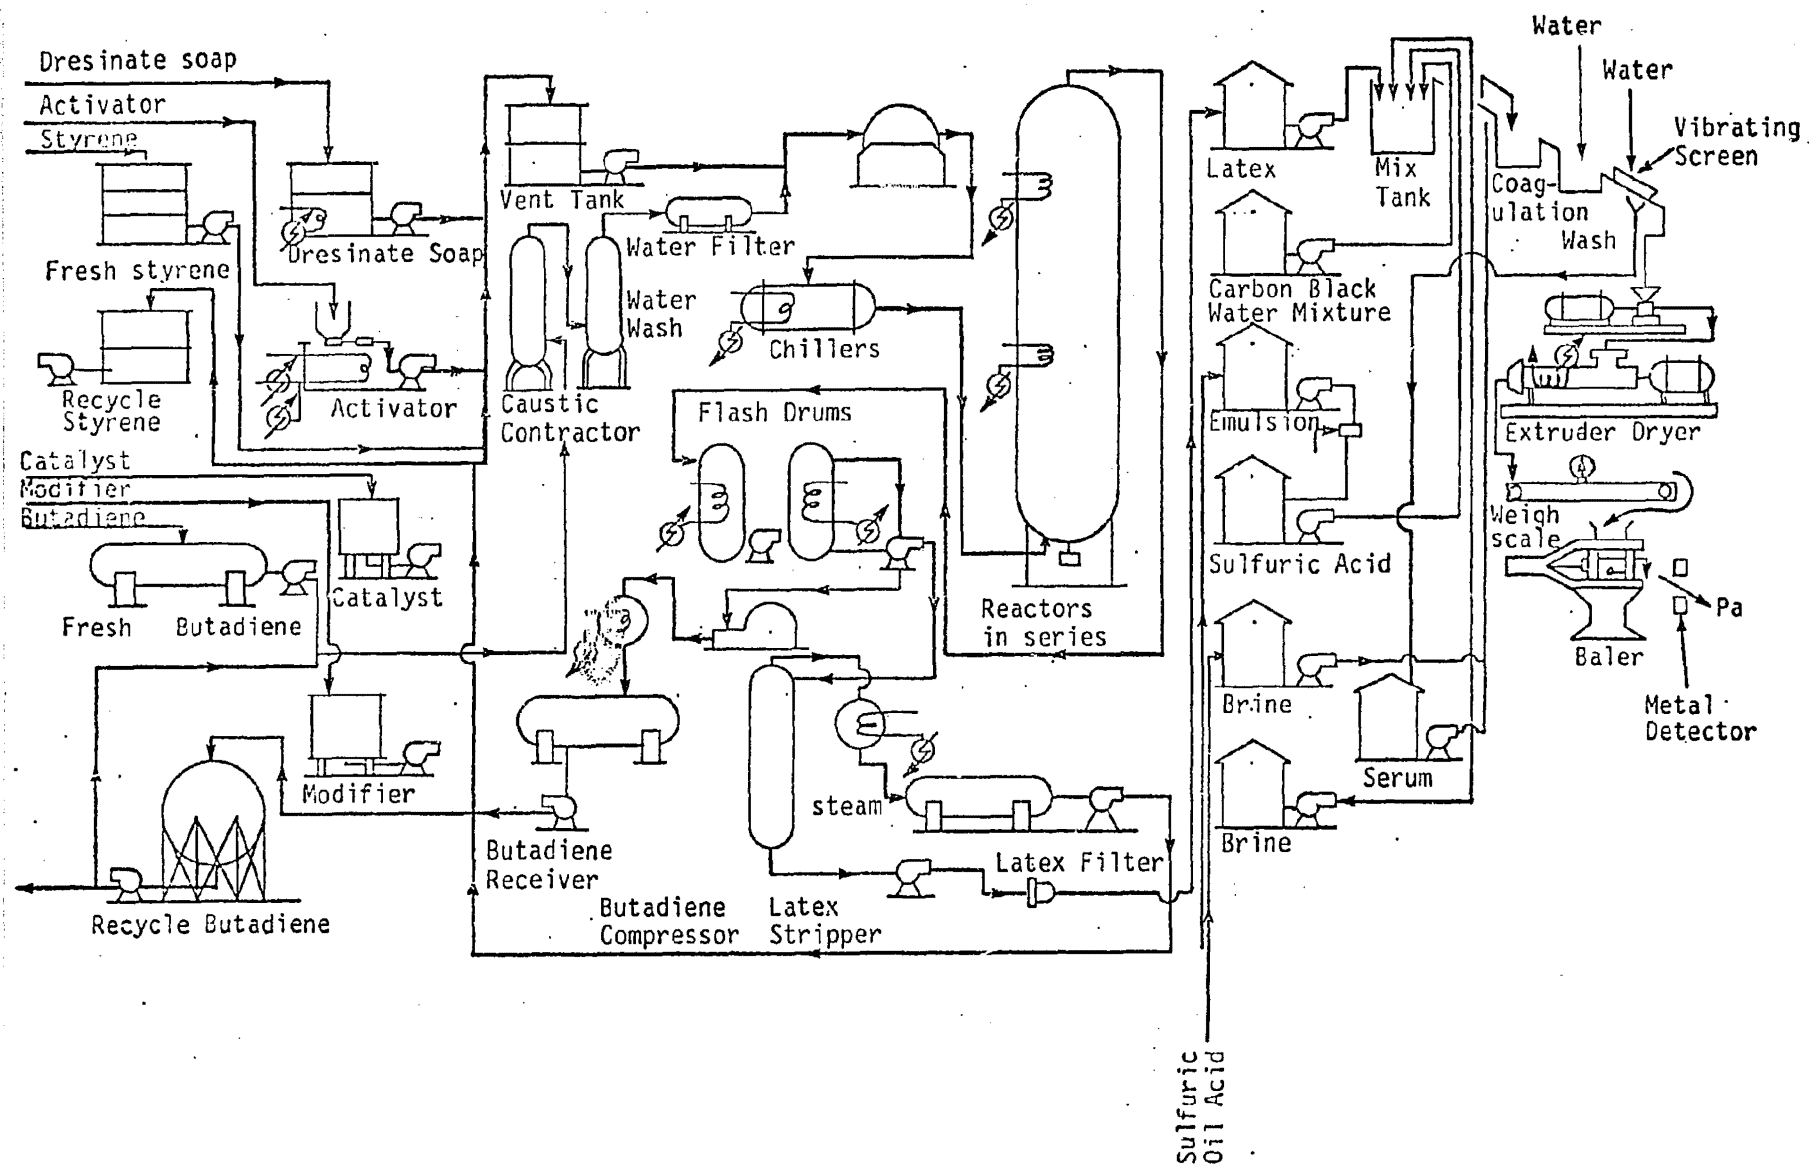 Dresinate soap
Activator
Styrene
Fresh styrene
Dresinate Soap
Recycle
Styrene
Activator
Catalyst
Modifier
Butadiene
Fresh Butadiene
Catalyst
Modifier
Recycle Butadiene
Vent Tank
Water Filter
Water
Wash
Caustic
Contractor
Chillers
Flash Drums
Reactors
in series
Butadiene
Receiver
Butadiene
Compressor
Latex
Stripper
steam
Latex Filter
Latex
Carbon Black
Water Mixture
Emulsion
Sulfuric Acid
Brine
Brine
Serum
Mix
Tank
Water
Water
Vibrating
Screen
Coag-
ulation
Wash
Extruder Dryer
Weigh
scale
Baler
Pa
Metal
Detector
Sulfuric
Oil Acid